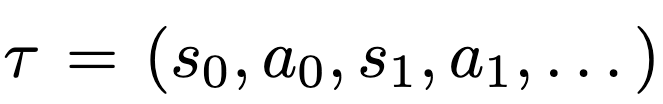 τ = (s₀, a₀, s₁, a₁, . . . )